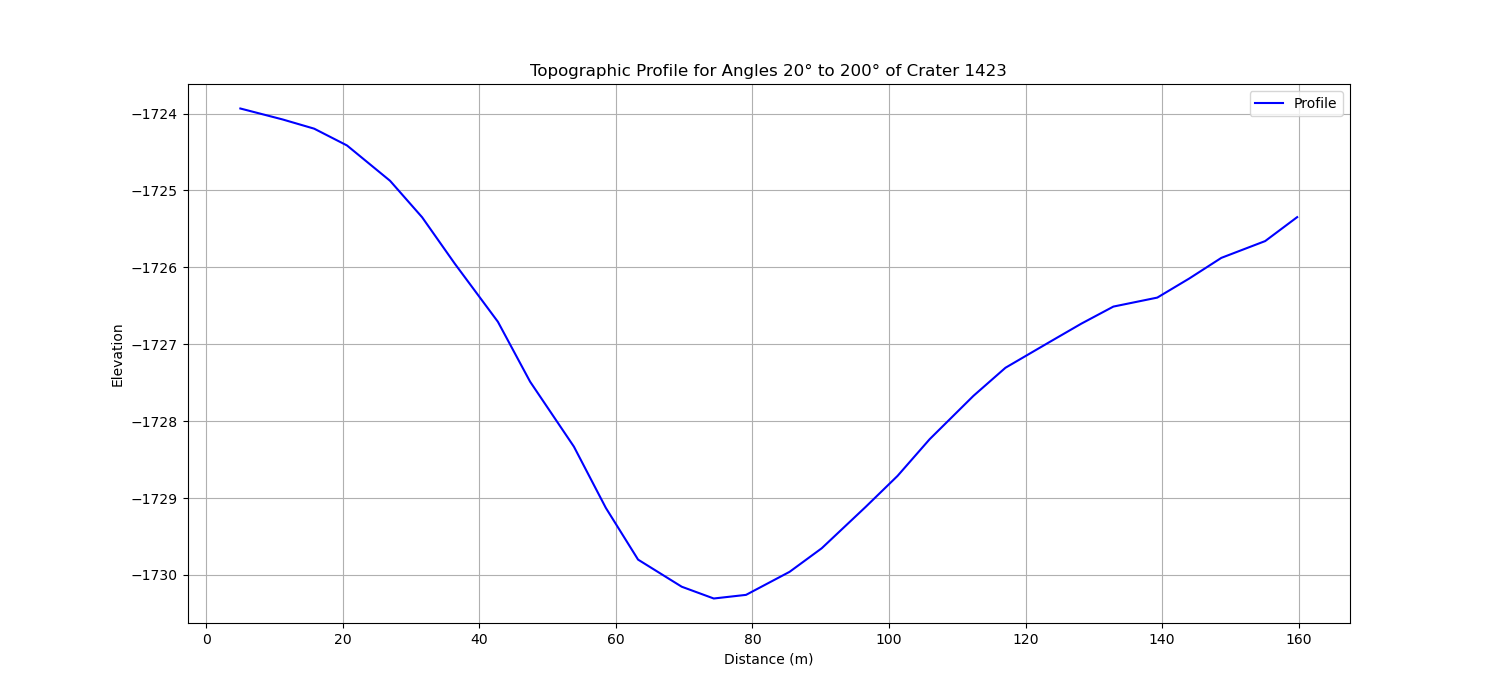 Topographic Profile for Angles 20° to 200° of Crater 1423
Profile
−1724
−1725
−1726
−1727
−1728
−1729
−1730
Elevation
0 20 40 60 80 100 120 140 160
Distance (m)